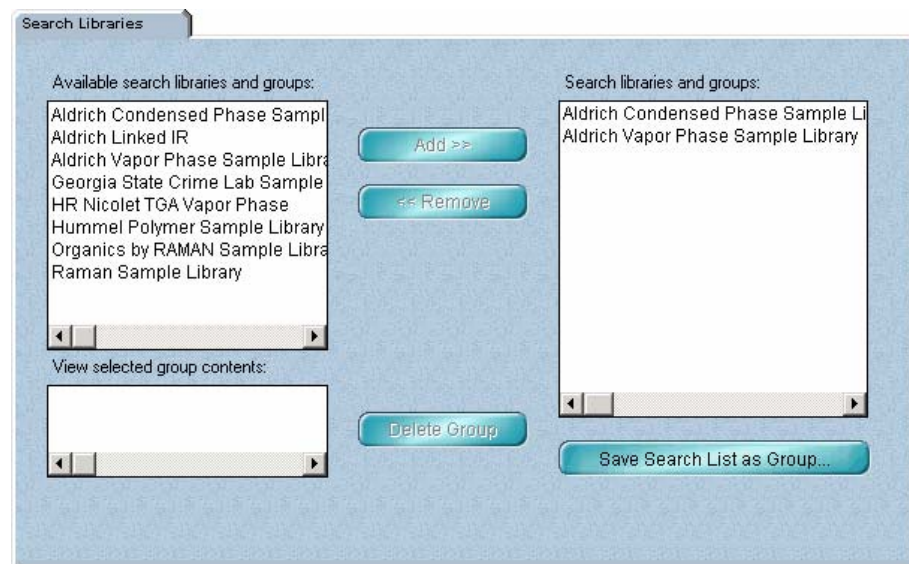 Search Libraries
Available search libraries and groups:
Aldrich Condensed Phase Sampl
Aldrich Linked IR
Aldrich Vapor Phase Sample Libra
Georgia State Crime Lab Sample
HR Nicolet TGA Vapor Phase
Hummel Polymer Sample Library
Organics by RAMAN Sample Libra
Raman Sample Library
View selected group contents:
Add >>
<< Remove
Delete Group
Search libraries and groups:
Aldrich Condensed Phase Sample Li
Aldrich Vapor Phase Sample Library
Save Search List as Group...